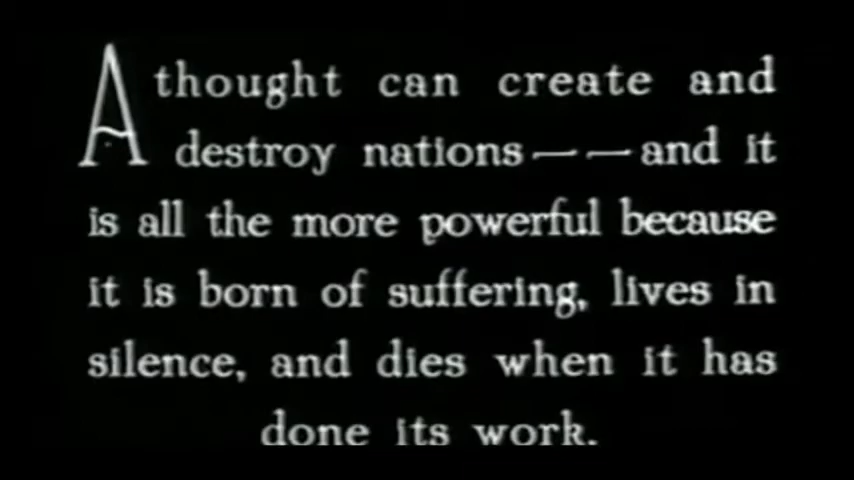 A thought can create and
destroy nations — — and it
is all the more powerful because
it is born of suffering, lives in
silence, and dies when it has
done its work.